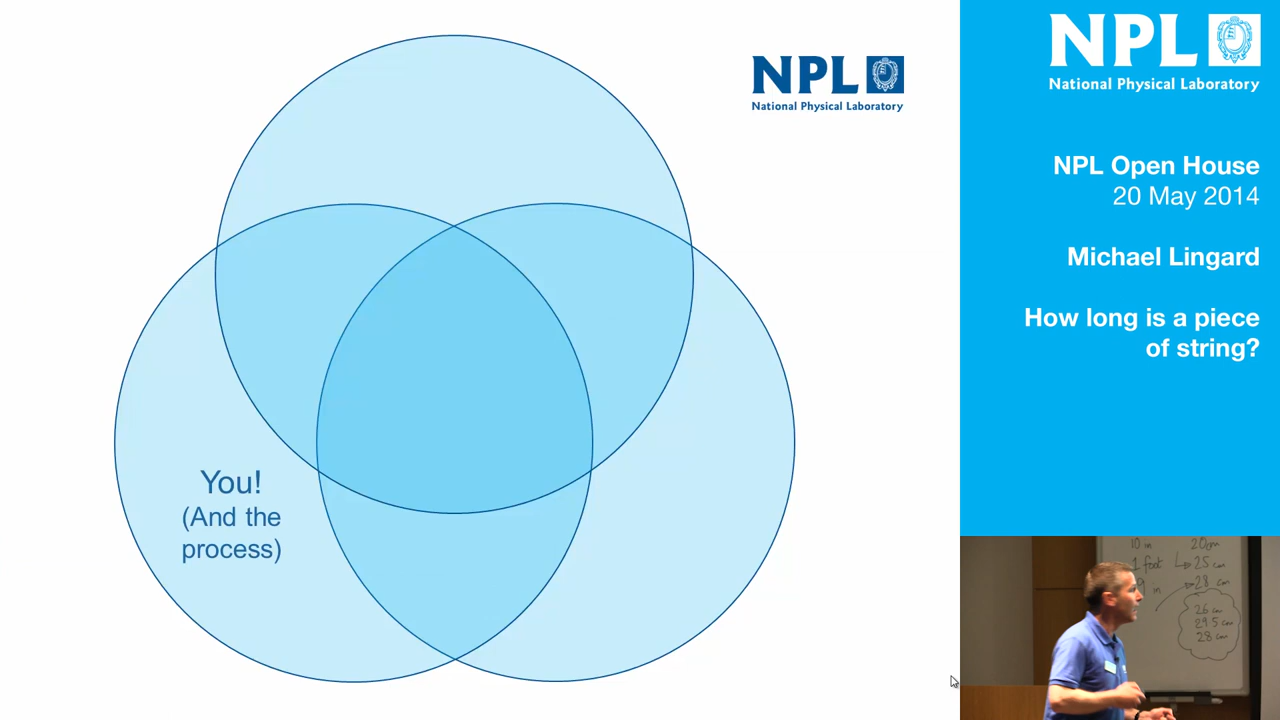 NPL
National Physical Laboratory
You!
(And the
process)
NPL
National Physical Laboratory
NPL Open House
20 May 2014
Michael Lingard
How long is a piece
of string?
10 in 20cm
1 foot 25 cm
9 in 28 cm
26 cm
29.5 cm
28 cm